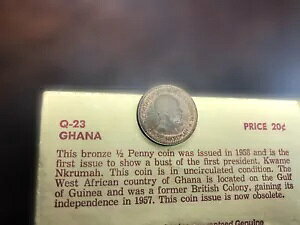 Q-23
GHANA
PRICE 20¢
This bronze ½ Penny coin was issued in 1958 and is the
first issue to show a bust of the first president, Kwame
Nkrumah. This coin is in uncirculated condition. The
West African country of Ghana is located on the Gulf
of Guinea and was a former British Colony, gaining its
independence in 1957. This coin issue is now obsolete.
Guaranteed Genuine